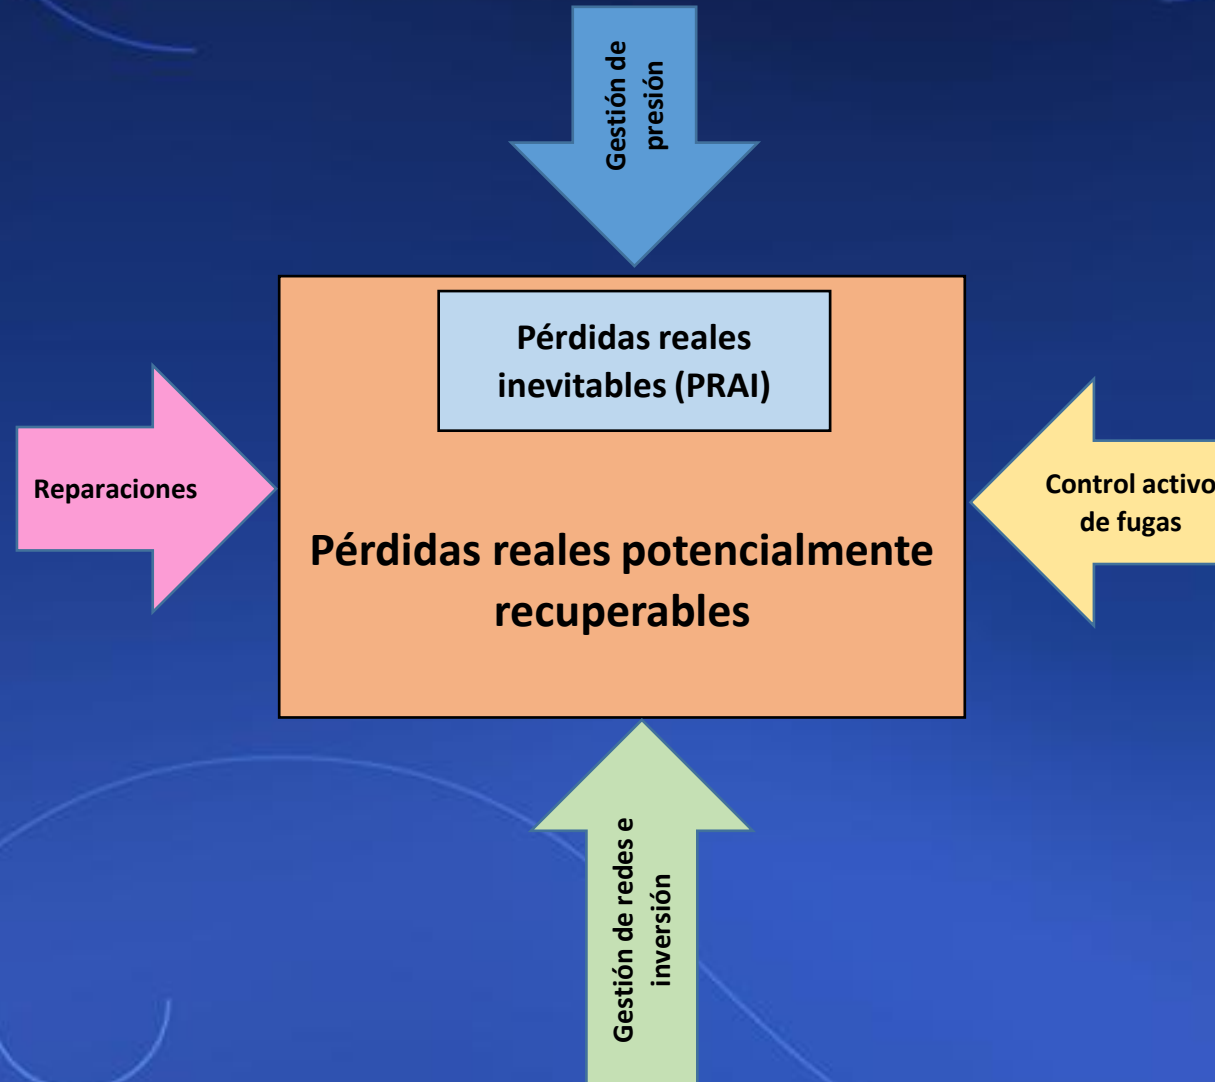 Gestión de
presión
Pérdidas reales
inevitables (PRAI)
Reparaciones
Control activo
de fugas
Pérdidas reales potencialmente
recuperables
Gestión de redes e
inversión